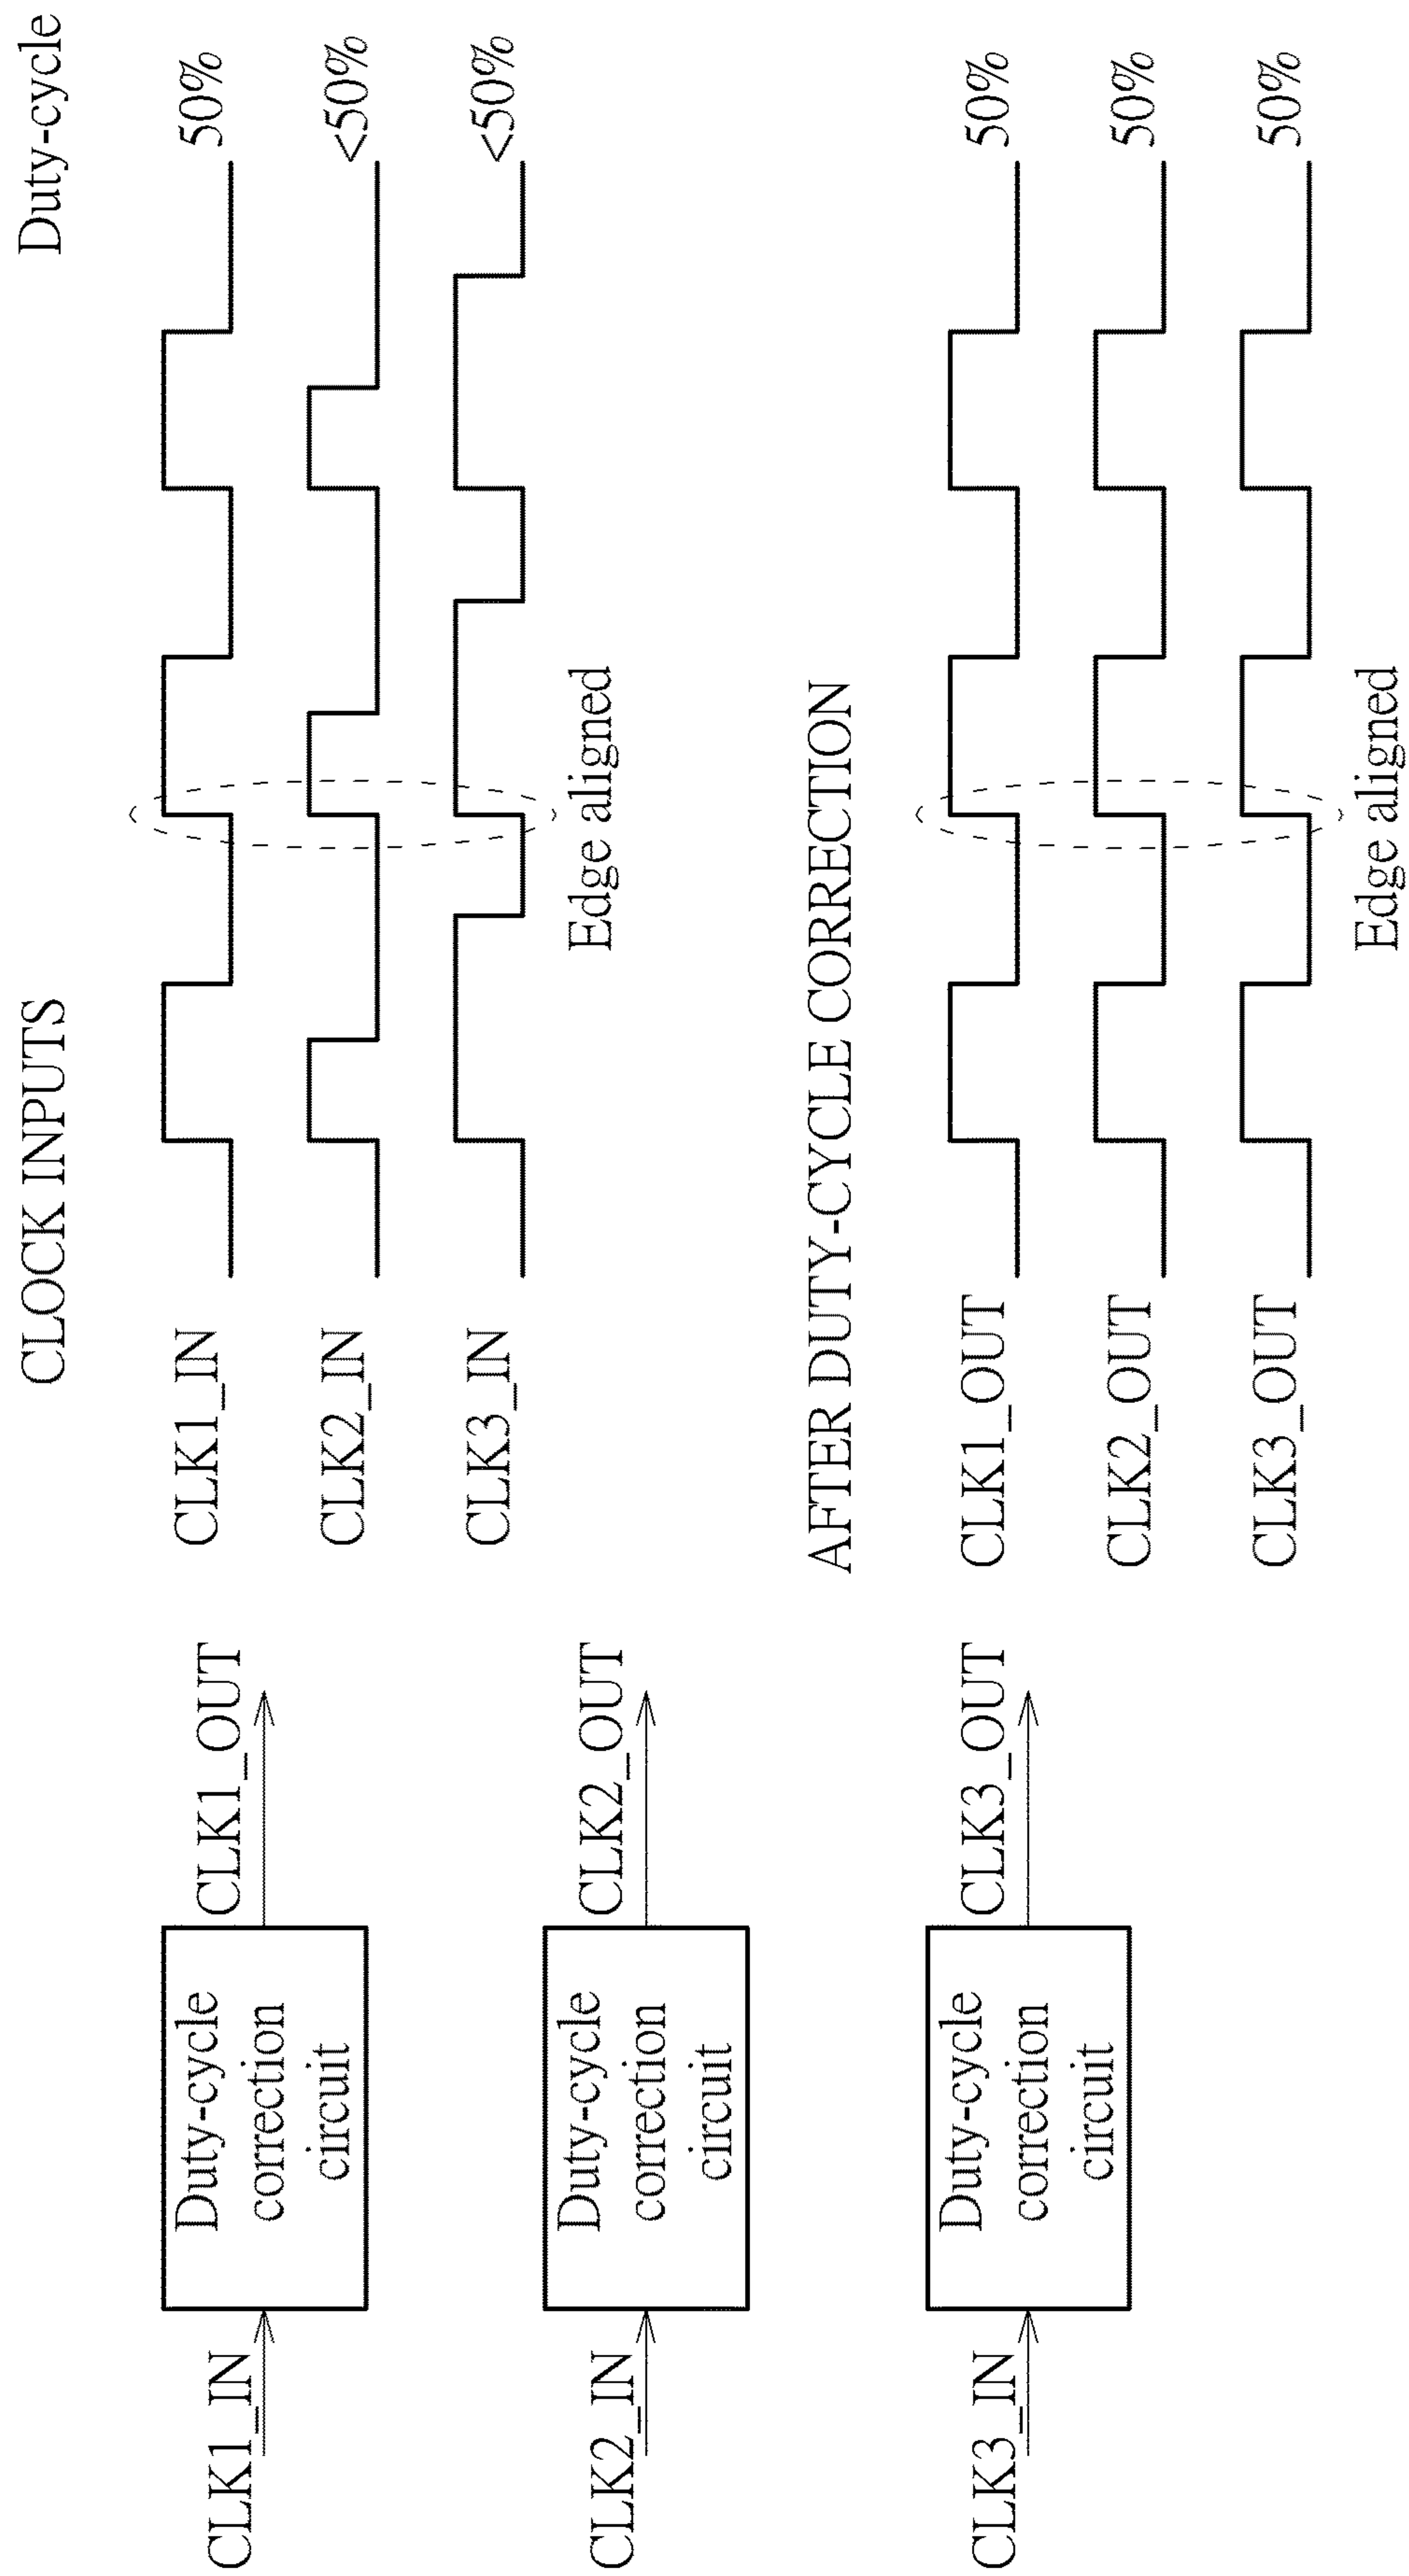 CLK1_IN
Duty-cycle
correction
circuit
CLK1_OUT
CLK2_IN
Duty-cycle
correction
circuit
CLK2_OUT
CLK3_IN
Duty-cycle
correction
circuit
CLK3_OUT
CLOCK INPUTS
Duty-cycle
CLK1_IN
50%
CLK2_IN
<50%
CLK3_IN
<50%
Edge aligned
AFTER DUTY-CYCLE CORRECTION
CLK1_OUT
50%
CLK2_OUT
50%
CLK3_OUT
50%
Edge aligned